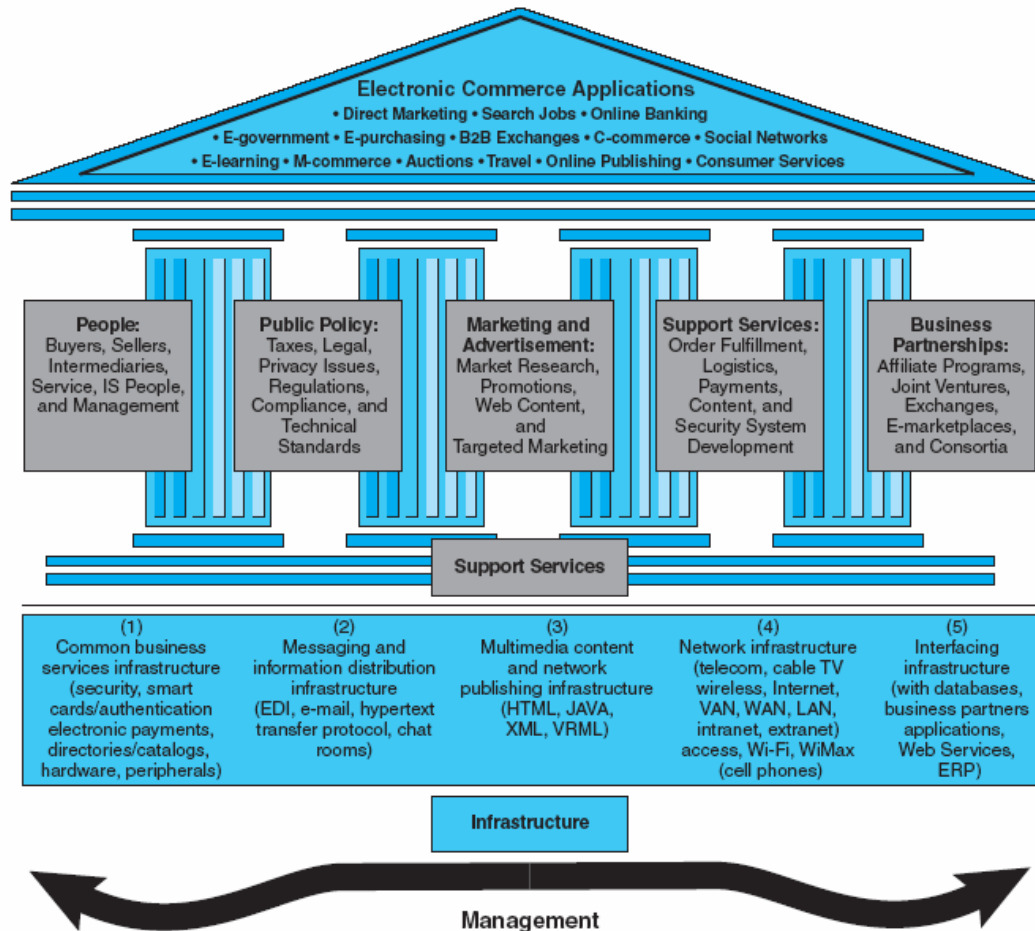 Electronic Commerce Applications
• Direct Marketing • Search Jobs • Online Banking
• E-government • E-purchasing • B2B Exchanges • C-commerce • Social Networks
• E-learning • M-commerce • Auctions • Travel • Online Publishing • Consumer Services
People:
Buyers, Sellers,
Intermediaries,
Service, IS People,
and Management
Public Policy:
Taxes, Legal,
Privacy Issues,
Regulations,
Compliance, and
Technical
Standards
Marketing and
Advertisement:
Market Research,
Promotions,
Web Content,
and
Targeted Marketing
Support Services:
Order Fulfillment,
Logistics,
Payments,
Content, and
Security System
Development
Business
Partnerships:
Affiliate Programs,
Joint Ventures,
Exchanges,
E-marketplaces,
and Consortia
Support Services
(1)
Common business
services infrastructure
(security, smart
cards/authentication
electronic payments,
directories/catalogs,
hardware, peripherals)
(2)
Messaging and
information distribution
infrastructure
(EDI, e-mail, hypertext
transfer protocol, chat
rooms)
(3)
Multimedia content
and network
publishing infrastructure
(HTML, JAVA,
XML, VRML)
(4)
Network infrastructure
(telecom, cable TV
wireless, Internet,
VAN, WAN, LAN,
intranet, extranet)
access, Wi-Fi, WiMax
(cell phones)
(5)
Interfacing
infrastructure
(with databases,
business partners
applications,
Web Services,
ERP)
Infrastructure
Management